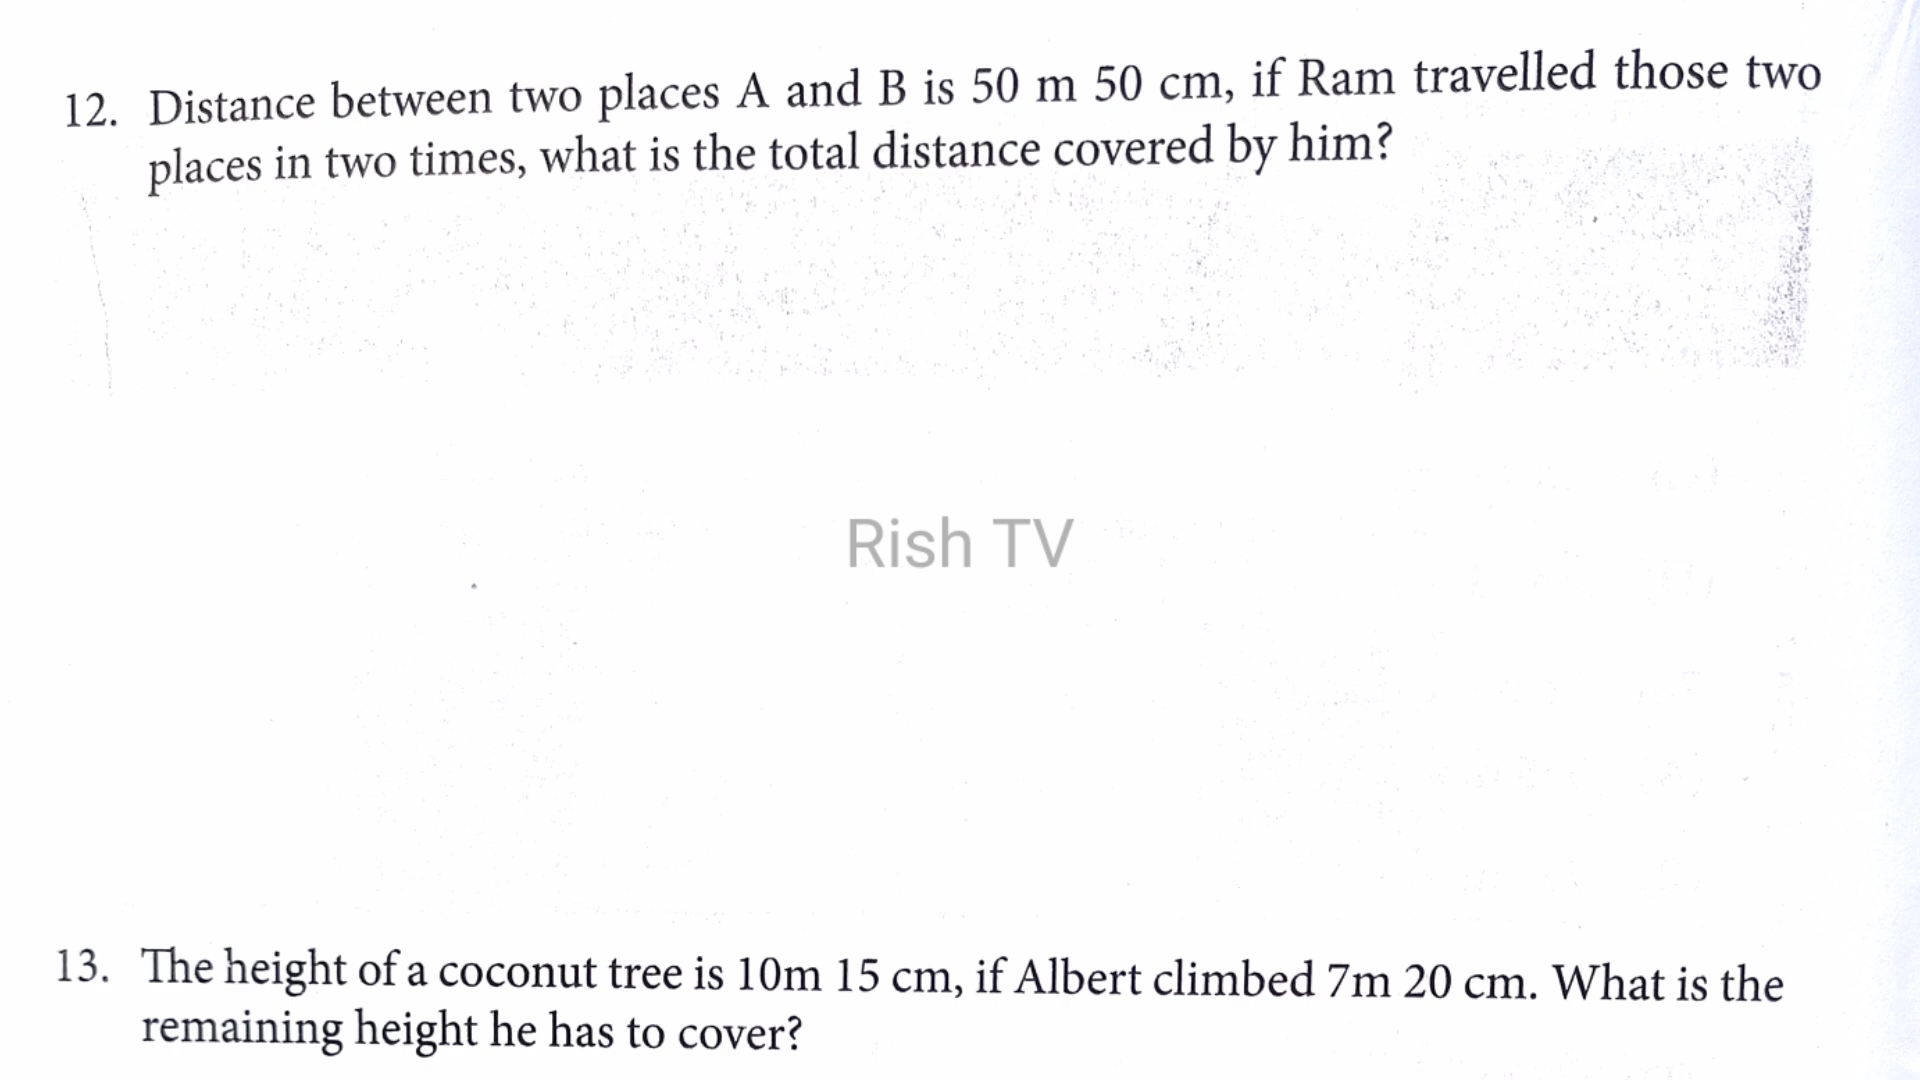 12. Distance between two places A and B is 50 m 50 cm, if Ram travelled those two
places in two times, what is the total distance covered by him?
Rish TV
13. The height of a coconut tree is 10m 15 cm, if Albert climbed 7m 20 cm. What is the
remaining height he has to cover?